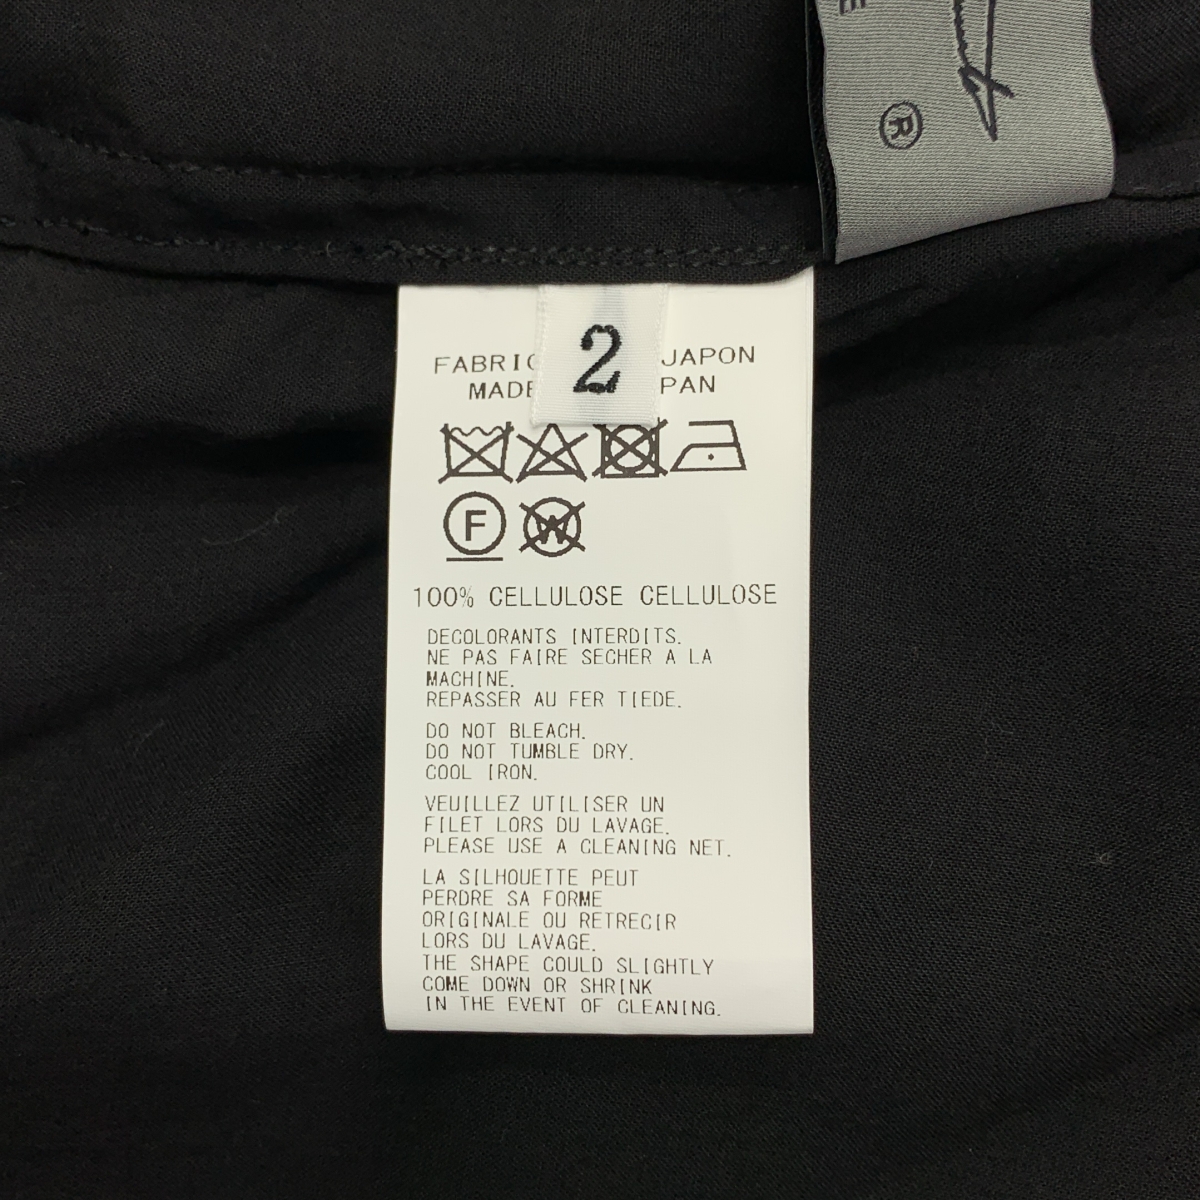 E
®
2
FABRIC JAPON
MADE PAN
F
W
100% CELLULOSE CELLULOSE
DECOLORANTS INTERDITS.
NE PAS FAIRE SECHER A LA
MACHINE.
REPASSER AU FER TIEDE.
DO NOT BLEACH.
DO NOT TUMBLE DRY.
COOL IRON.
VEUILLEZ UTILISER UN
FILET LORS DU LAVAGE.
PLEASE USE A CLEANING NET.
LA SILHOUETTE PEUT
PERDRE SA FORME
ORIGINALE OU RETRECIR
LORS DU LAVAGE.
THE SHAPE COULD SLIGHTLY
COME DOWN OR SHRINK
IN THE EVENT OF CLEANING.